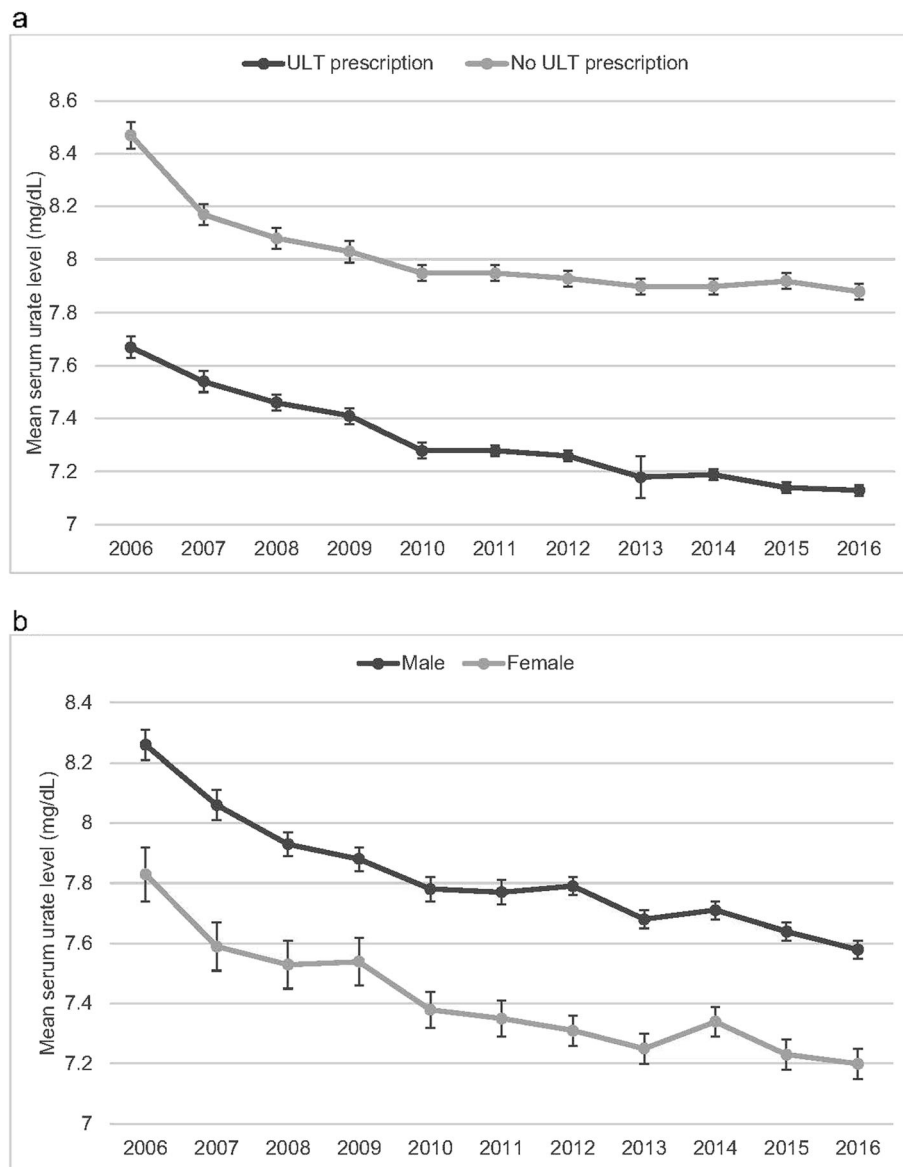 a
ULT prescription No ULT prescription
Mean serum urate level (mg/dL)
8.6
8.4
8.2
8
7.8
7.6
7.4
7.2
7
2006 2007 2008 2009 2010 2011 2012 2013 2014 2015 2016
b
Male Female
Mean serum urate level (mg/dL)
8.4
8.2
8
7.8
7.6
7.4
7.2
7
2006 2007 2008 2009 2010 2011 2012 2013 2014 2015 2016